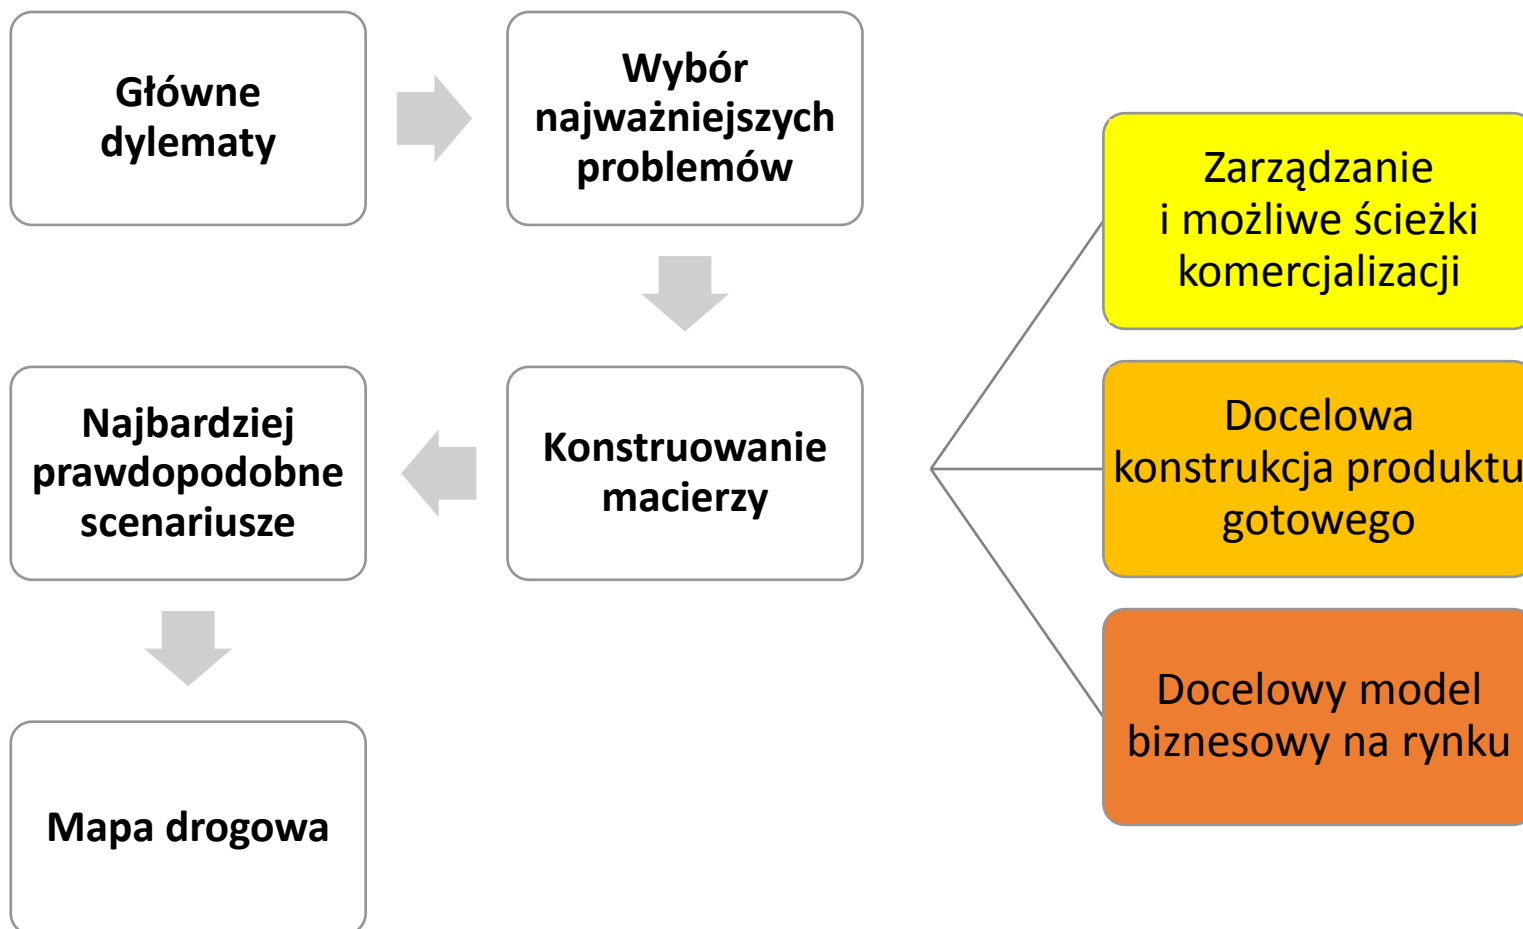 Główne
dylematy
Wybór
najważniejszych
problemów
Najbardziej
prawdopodobne
scenariusze
Konstruowanie
macierzy
Mapa drogowa
Zarządzanie
i możliwe ścieżki
komercjalizacji
Docelowa
konstrukcja produktu
gotowego
Docelowy model
biznesowy na rynku